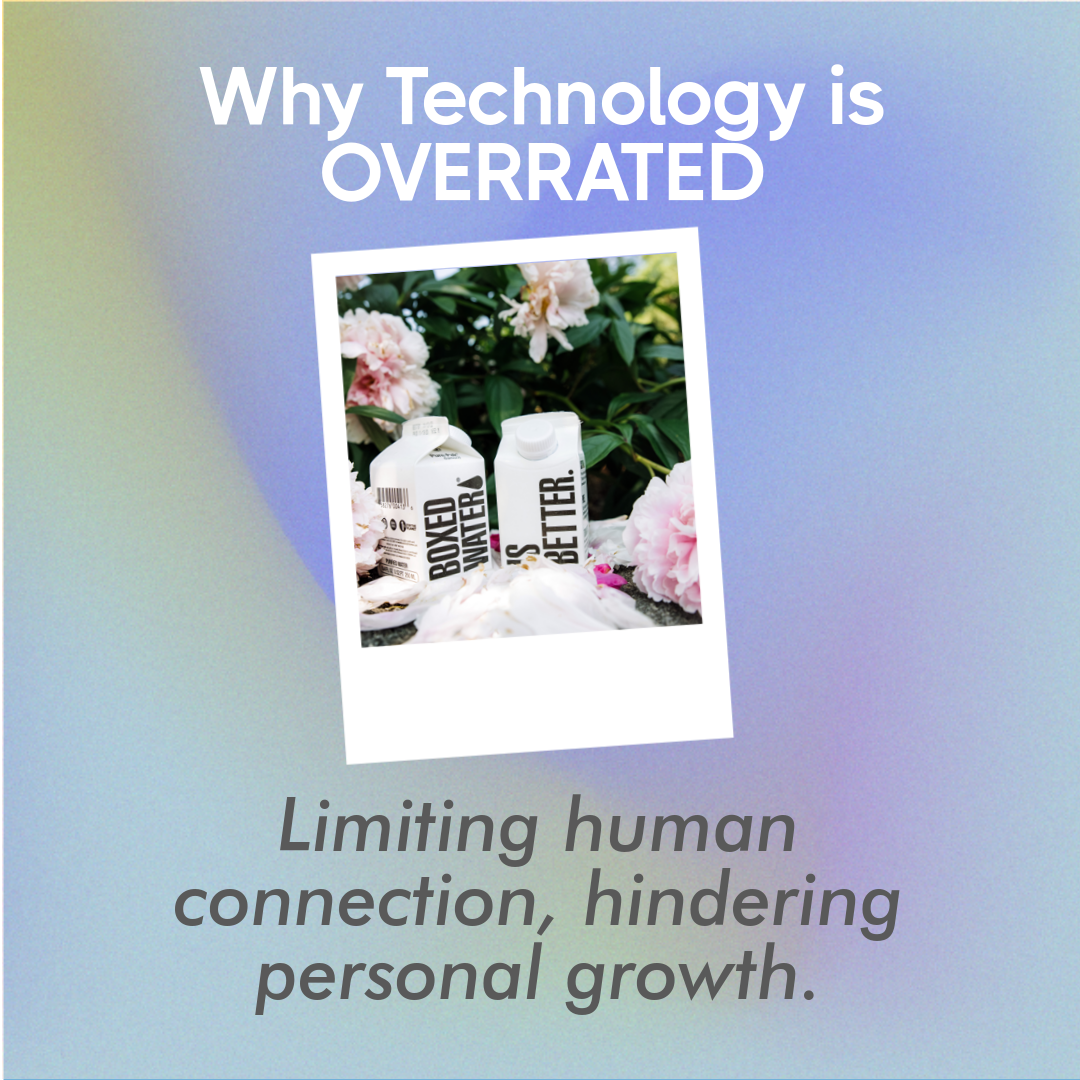 Why Technology is
OVERRATED
BOXED
WATER
IS
BETTER.
Limiting human
connection, hindering
personal growth.